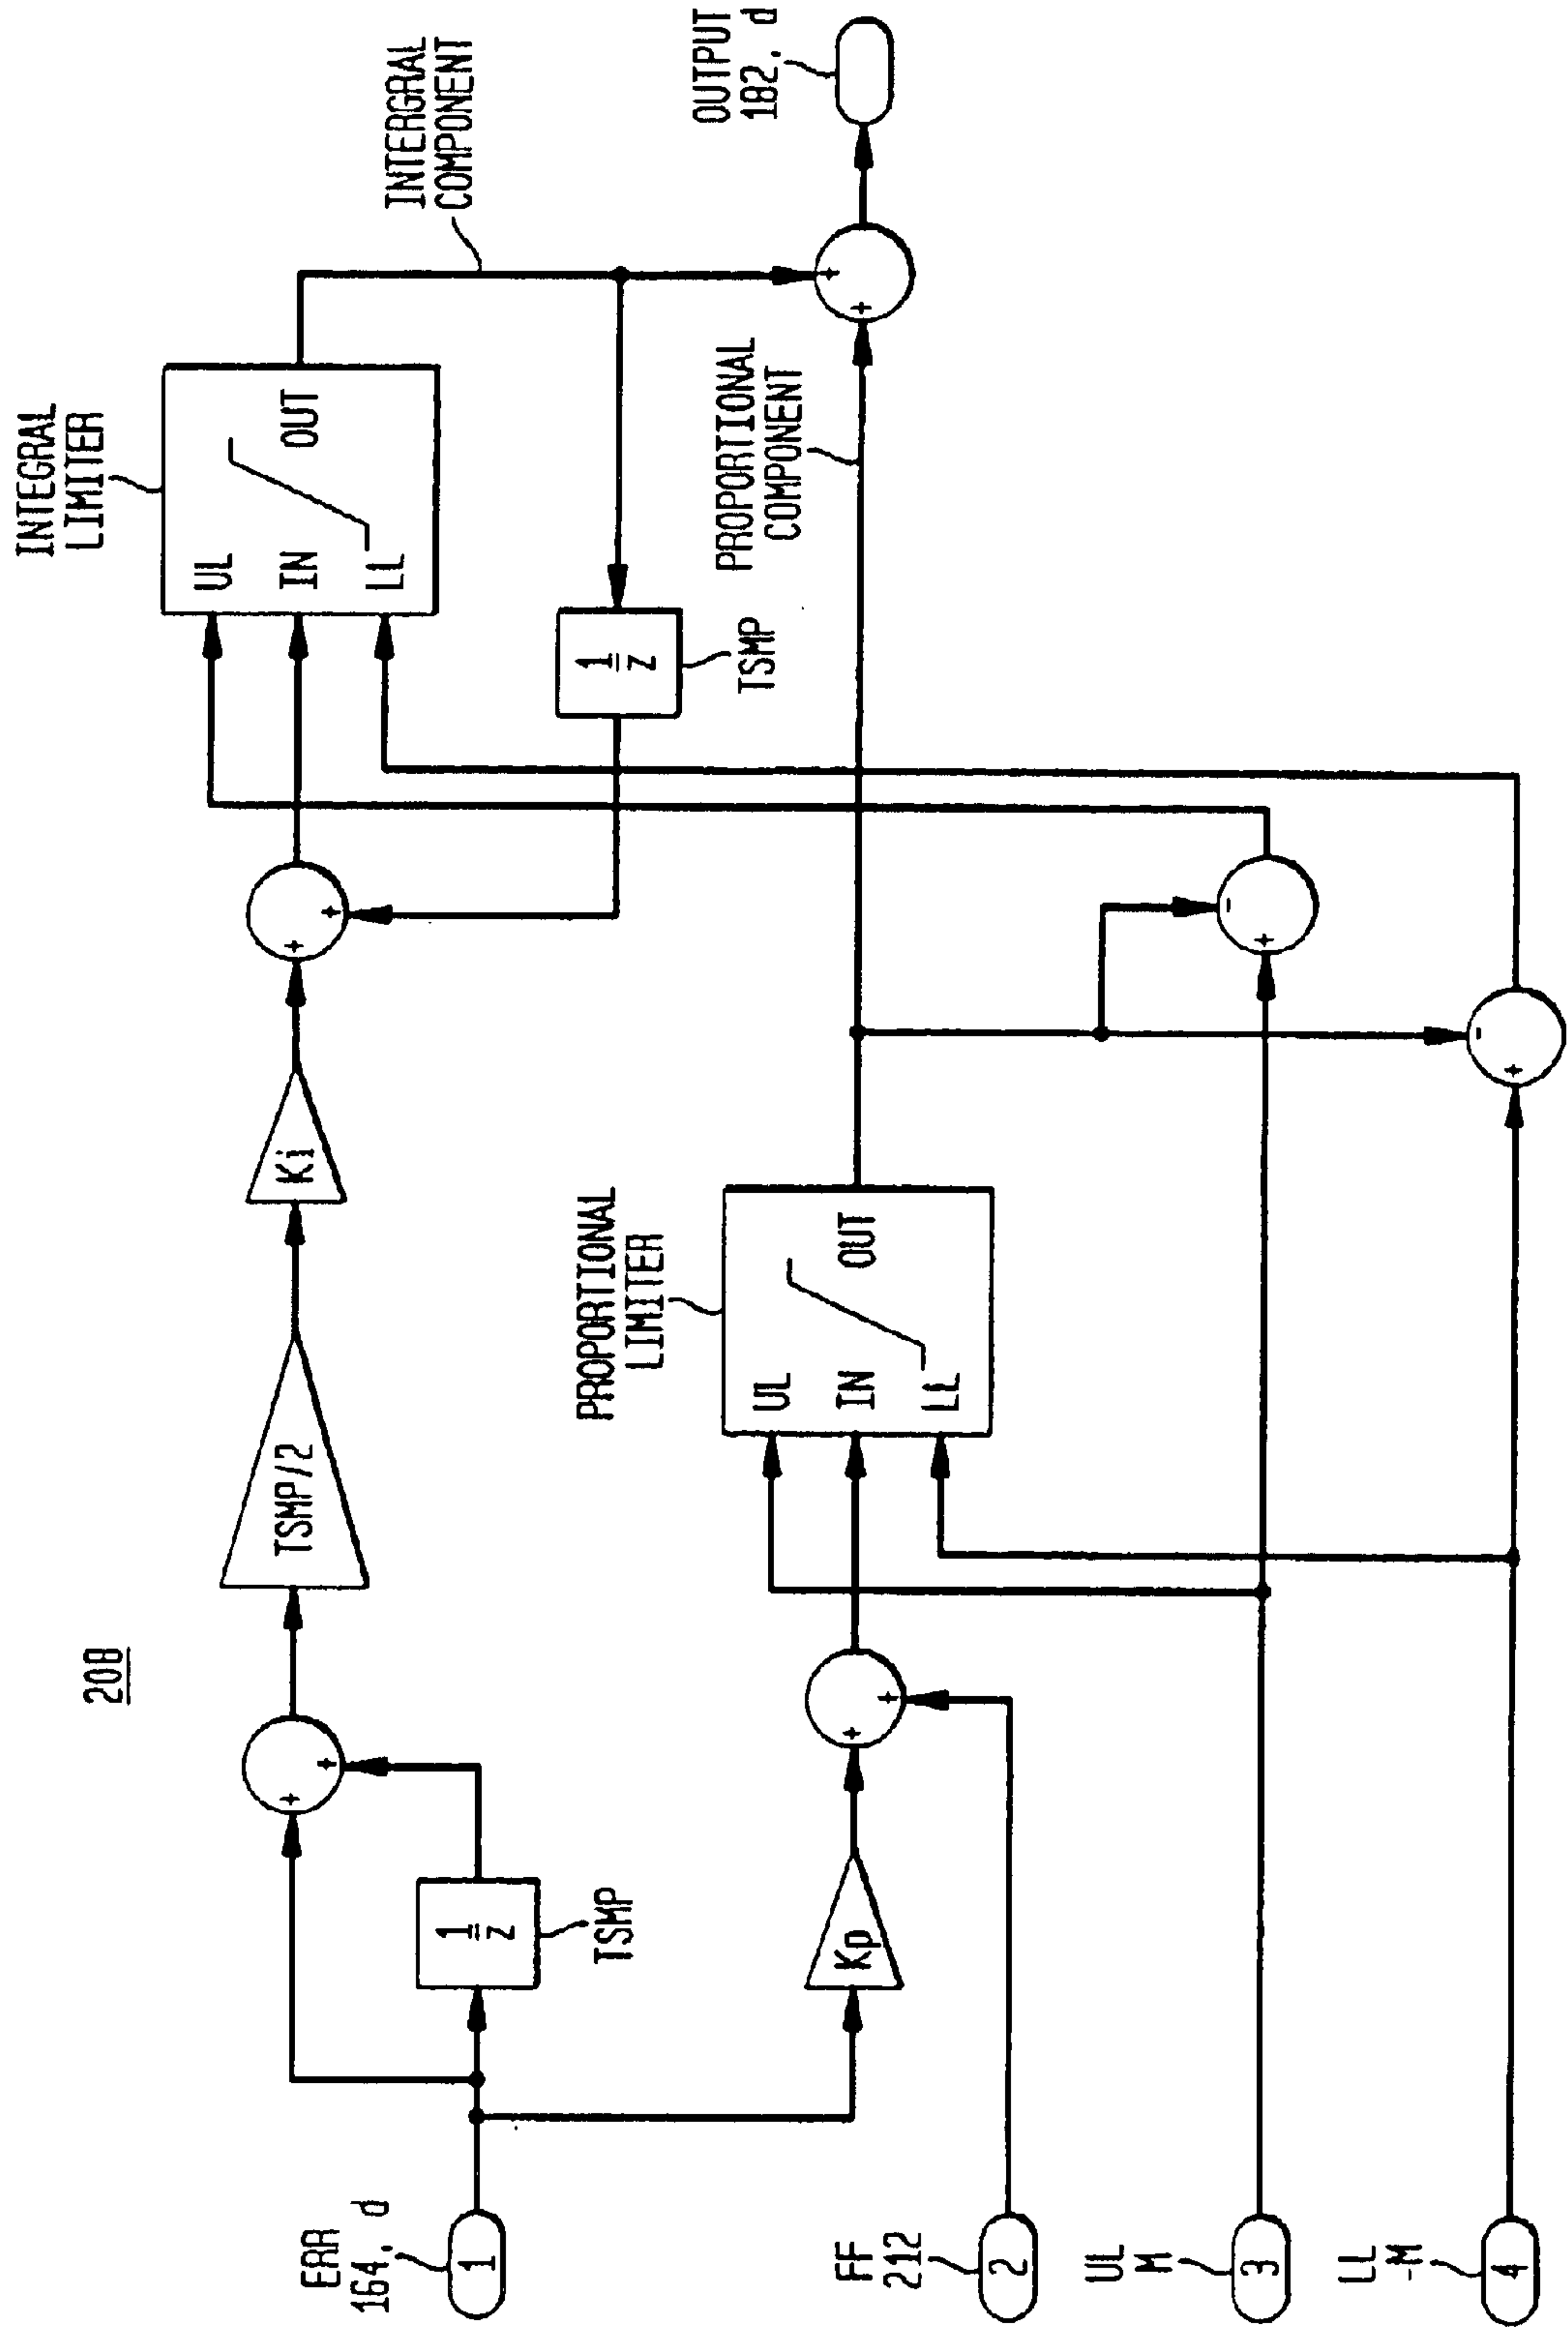 208
ERR
164, d
1
FF
212
2
UL
M
3
LL
-M
4
1
z
TSMP
+
+
TSMP/2
Ki
+
+
INTEGRAL
LIMITER
UL
IN
LL
OUT
1
z
TSMP
INTERGRAL
COMPONENT
Kp
+
+
PROPORTIONAL
LIMITER
UL
IN
LL
OUT
PROPORTIONAL
COMPONENT
+
-
+
-
+
+
OUTPUT
182, d